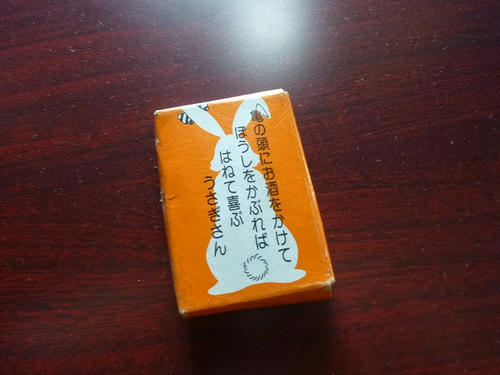 亀の頭にお酒をかけて
ぼうしをかぶれば
はねて喜ぶ
うさぎさん